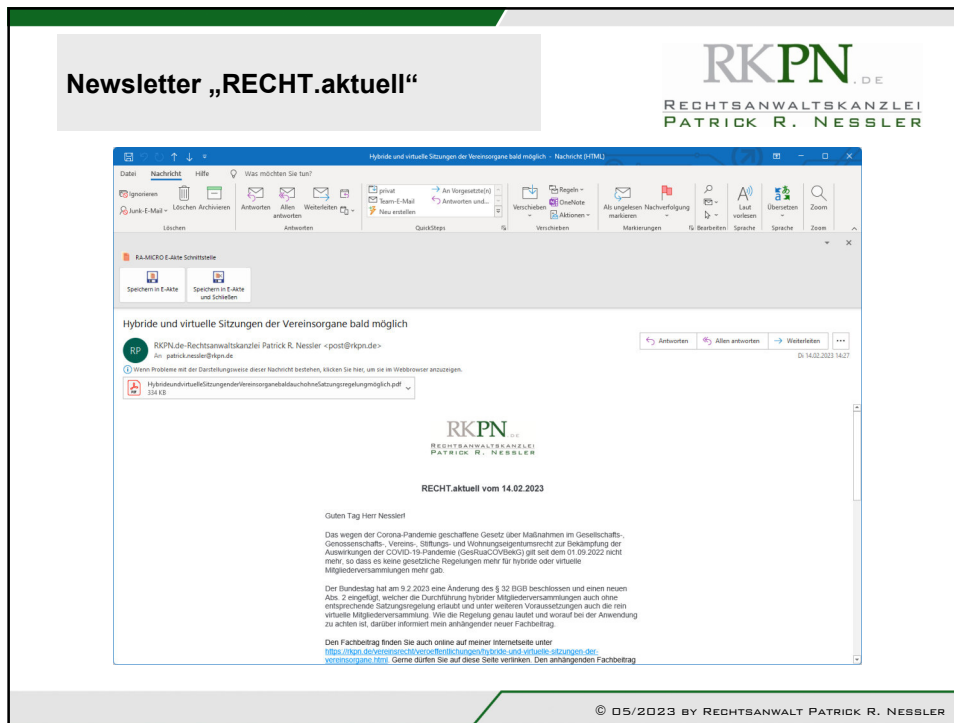 Newsletter „RECHT.aktuell“
RKPN.DE
RECHTSANWALTSKANZLEI
PATRICK R. NESSLER
Hybride und virtuelle Sitzungen der Vereinsorgane bald möglich - Nachricht (HTML)
Datei Nachricht Hilfe Was möchten Sie tun?
Ignorieren
Junk-E-Mail
Löschen Archivieren
Antworten Allen antworten Weiterleiten
privat
Team-E-Mail
Neu erstellen
An Vorgesetzte(n)
Antworten und...
Verschieben
Regeln
OneNote
Aktionen
Als ungelesen markieren
Nachverfolgung
Laut vorlesen
Übersetzen
Zoom
Löschen Antworten QuickSteps Verschieben Markierungen Bearbeiten Sprache Sprache Zoom
RA-MICRO E-Akte Schnittstelle
Speichern in E-Akte
Speichern in E-Akte und Schließen
Hybride und virtuelle Sitzungen der Vereinsorgane bald möglich
RP
RKPN.de-Rechtsanwaltskanzlei Patrick R. Nessler <post@rkpn.de>
An patrick.nessler@rkpn.de
Antworten Allen antworten Weiterleiten ...
Di 14.02.2023 14:27
Wenn Probleme mit der Darstellungsweise dieser Nachricht bestehen, klicken Sie hier, um sie im Webbrowser anzuzeigen.
HybrideundvirtuelleSitzungenderVereinsorganebaldauchohneSatzungsregelungmöglich.pdf
334 KB
RKPN.DE
RECHTSANWALTSKANZLEI
PATRICK R. NESSLER
RECHT.aktuell vom 14.02.2023
Guten Tag Herr Nessler!
Das wegen der Corona-Pandemie geschaffene Gesetz über Maßnahmen im Gesellschafts-,
Genossenschafts-, Vereins-, Stiftungs- und Wohnungseigentumsrecht zur Bekämpfung der
Auswirkungen der COVID-19-Pandemie (GesRuaCOVBekG) gilt seit dem 01.09.2022 nicht
mehr, so dass es keine gesetzliche Regelungen mehr für hybride oder virtuelle
Mitgliederversammlungen mehr gab.
Der Bundestag hat am 9.2.2023 eine Änderung des § 32 BGB beschlossen und einen neuen
Abs. 2 eingefügt, welcher die Durchführung hybrider Mitgliederversammlungen auch ohne
entsprechende Satzungsregelung erlaubt und unter weiteren Voraussetzungen auch die rein
virtuelle Mitgliederversammlung. Wie die Regelung genau lautet und worauf bei der Anwendung
zu achten ist, darüber informiert mein anhängender neuer Fachbeitrag.
Den Fachbeitrag finden Sie auch online auf meiner Internetseite unter
https://rkpn.de/vereinsrecht/veroeffentlichungen/hybride-und-virtuelle-sitzungen-der-
vereinsorgane.html. Gerne dürfen Sie auf diese Seite verlinken. Den anhängenden Fachbeitrag
© 05/2023 BY RECHTSANWALT PATRICK R. NESSLER